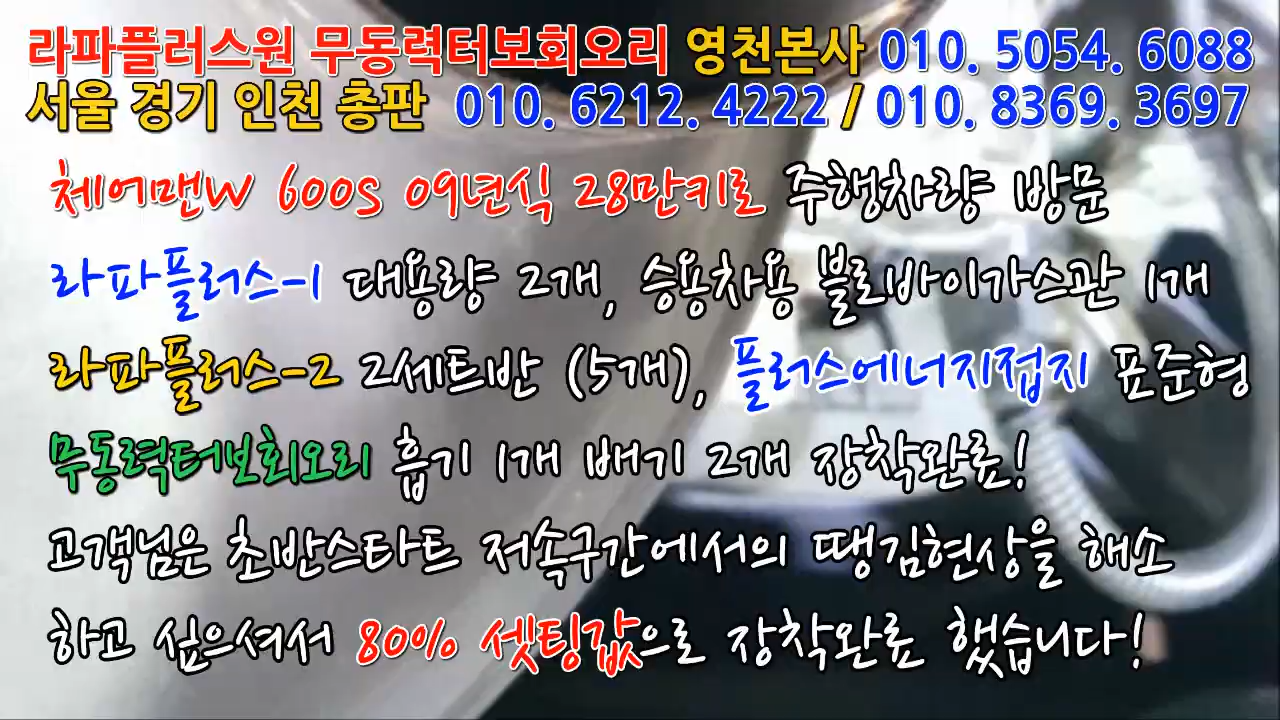 라파플러스원 무동력터보회오리 영천본사 010. 5054. 6088
서울 경기 인천 총판 010. 6212. 4222 / 010. 8369. 3697
체어맨W 600S 09년식 28만키로 주행차량 방문
라파플러스-1 대용량 2개, 승용차용 블로바이가스관 1개
라파플러스-2 2세트반 (5개), 플러스에너지접지 표준형
무동력터보회오리 흡기 1개 배기 2개 장착완료!
고객님은 초반스타트 저속구간에서의 땡김현상을 해소
하고 싶으셔서 80% 셋팅값으로 장착완료 했습니다!